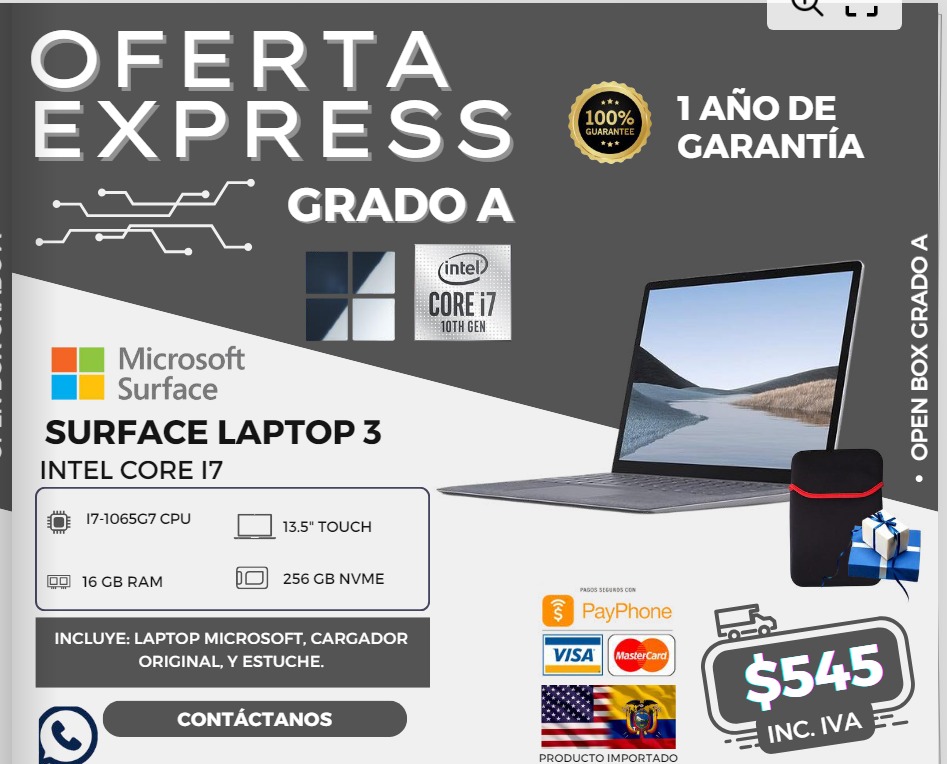 OFERTA
EXPRESS
100%
GUARANTEE
1 AÑO DE
GARANTÍA
GRADO A
intel
CORE i7
10TH GEN
Microsoft
Surface
SURFACE LAPTOP 3
INTEL CORE I7
I7-1065G7 CPU
13.5" TOUCH
16 GB RAM
256 GB NVME
INCLUYE: LAPTOP MICROSOFT, CARGADOR
ORIGINAL, Y ESTUCHE.
CONTÁCTANOS
• OPEN BOX GRADO A
PAGOS SEGUROS CON
PayPhone
VISA
MasterCard
PRODUCTO IMPORTADO
$545
INC. IVA